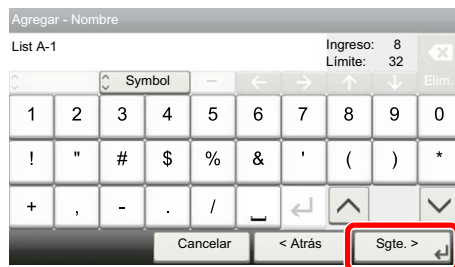 Agregar - Nombre
List A-1
Ingreso: 8
Límite: 32
Elim.
Symbol
1 2 3 4 5 6 7 8 9 0
! " # $ % & ' ( ) *
+ , - . /
Cancelar < Atrás Sgte. >